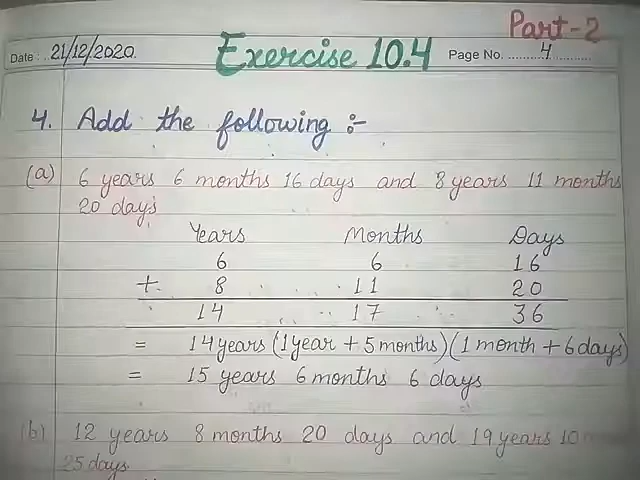 Part-2
Date: 21/12/2020. Exercise 10.4 Page No. 4
4. Add the following :-
(a) 6 years 6 months 16 days and 8 years 11 months
20 days
Years Months Days
6 6 16
+ 8 11 20
14 17 36
= 14 years (1 year + 5 months) (1 month + 6 days)
= 15 years 6 months 6 days
(b) 12 years 8 months 20 days and 19 years 10
25 days